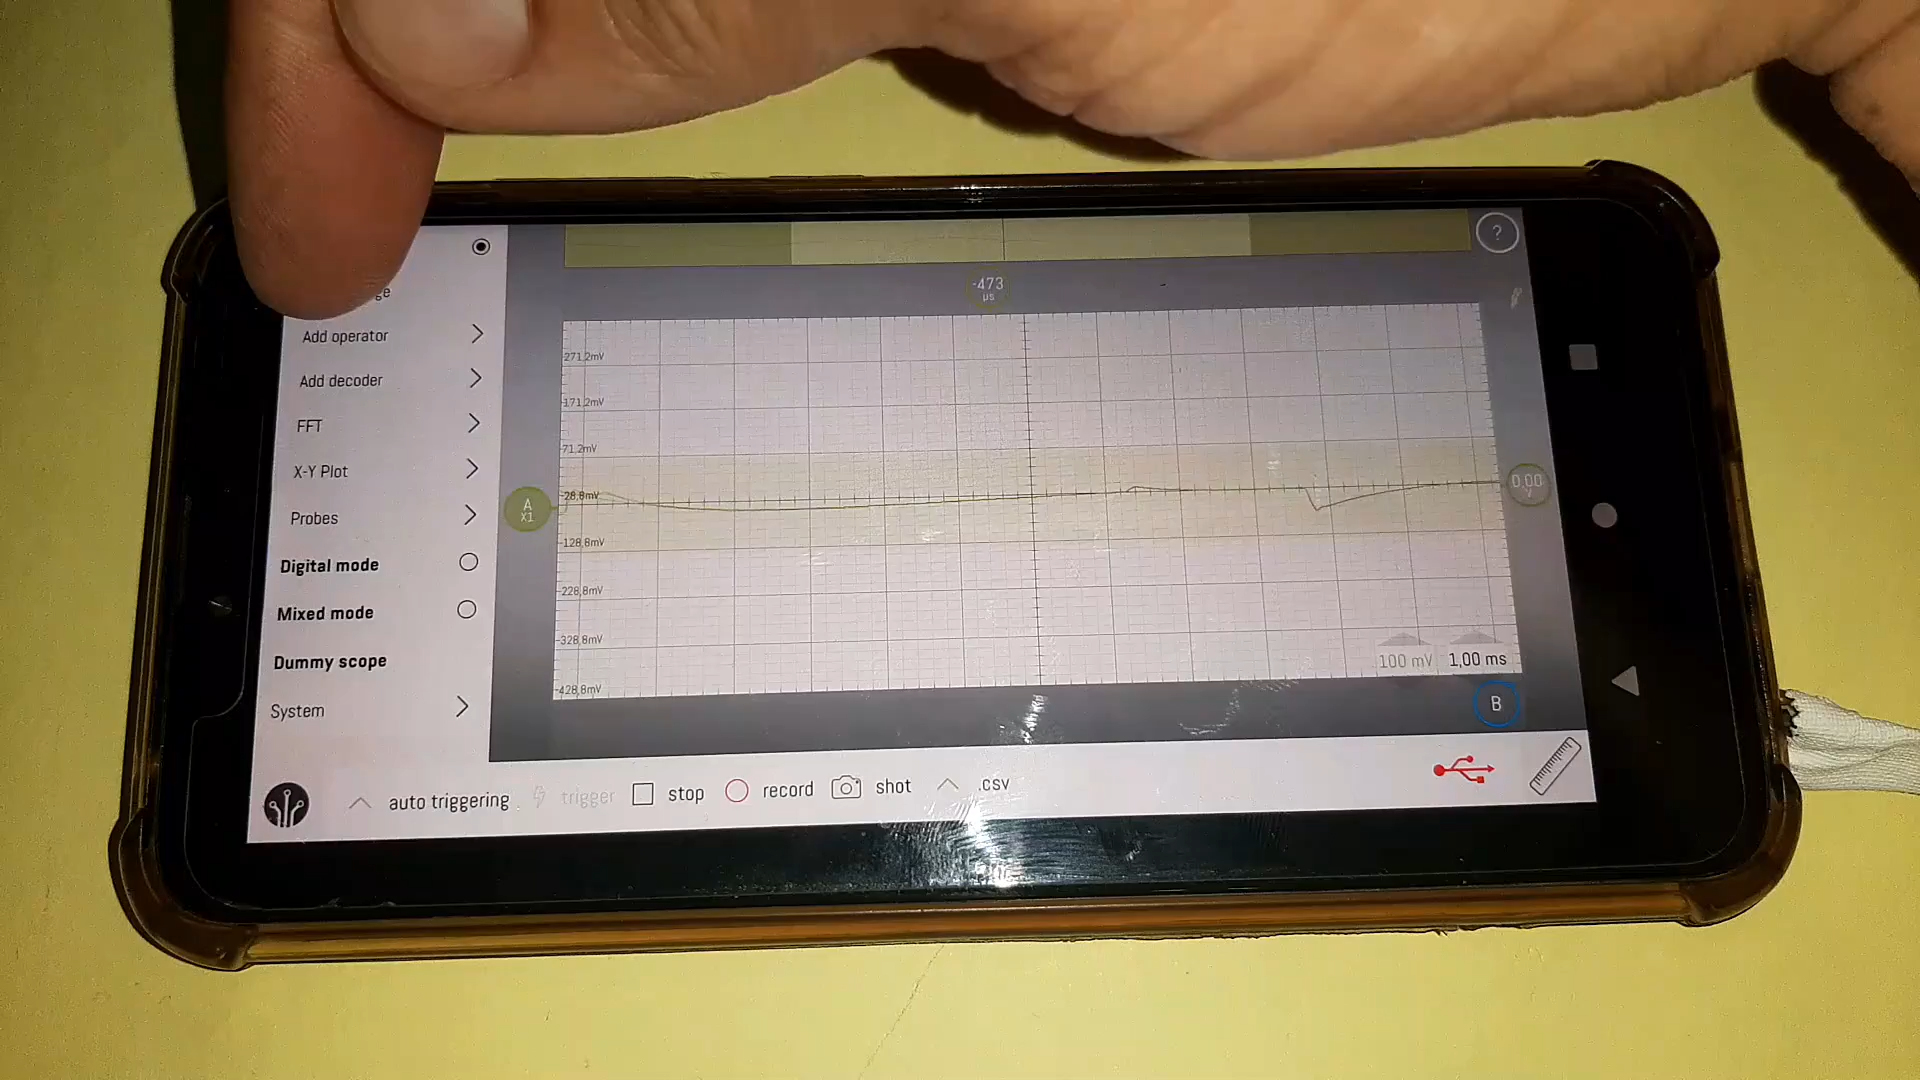 ?
-473
µs
Add operator
Add decoder
FFT
X-Y Plot
Probes
Digital mode
Mixed mode
Dummy scope
System
271,2mV
171,2mV
71,2mV
-28,8mV
-128,8mV
-228,8mV
-328,8mV
-428,8mV
A
X1
0,00
V
100 mV 1,00 ms
B
auto triggering trigger stop record shot .csv